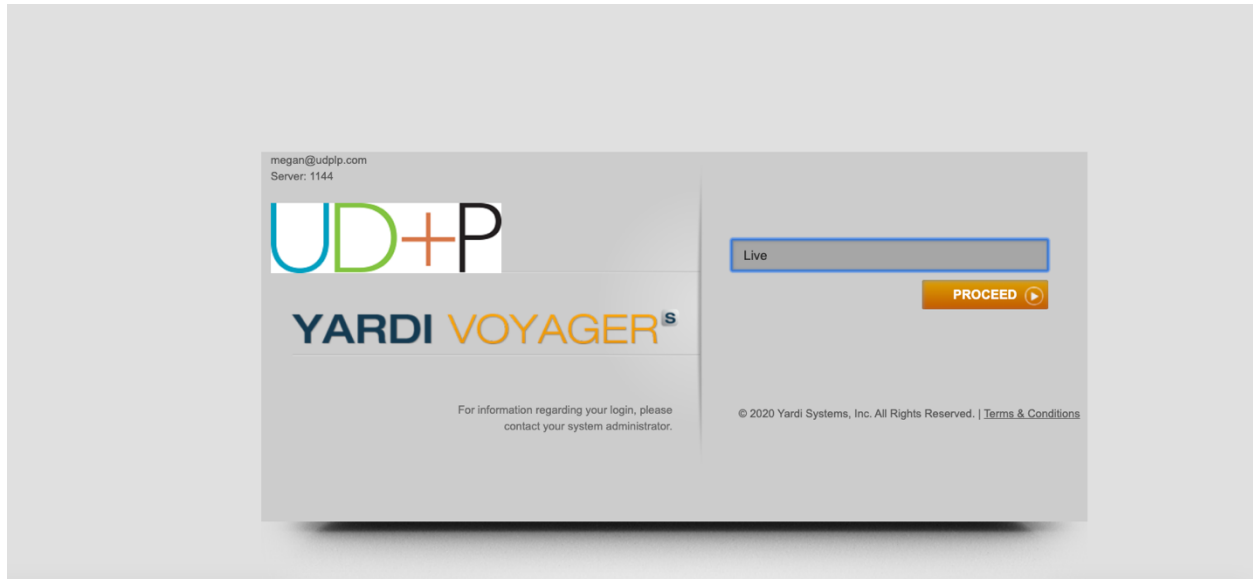 megan@udplp.com
Server: 1144
UD+P
YARDI VOYAGER S
For information regarding your login, please
contact your system administrator.
Live
PROCEED
© 2020 Yardi Systems, Inc. All Rights Reserved. | Terms & Conditions